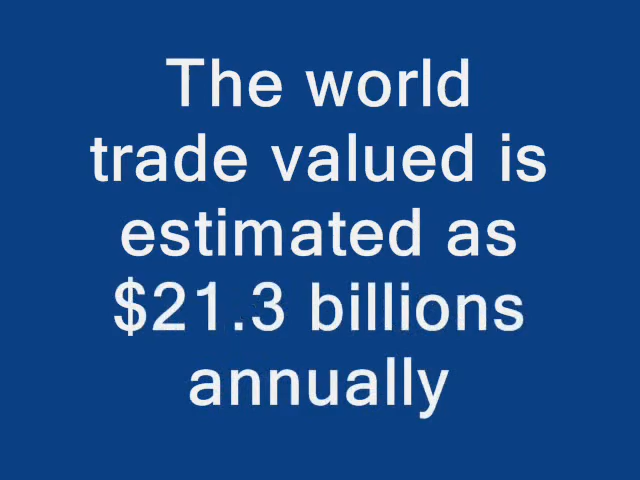 The world
trade valued is
estimated as
$21.3 billions
annually